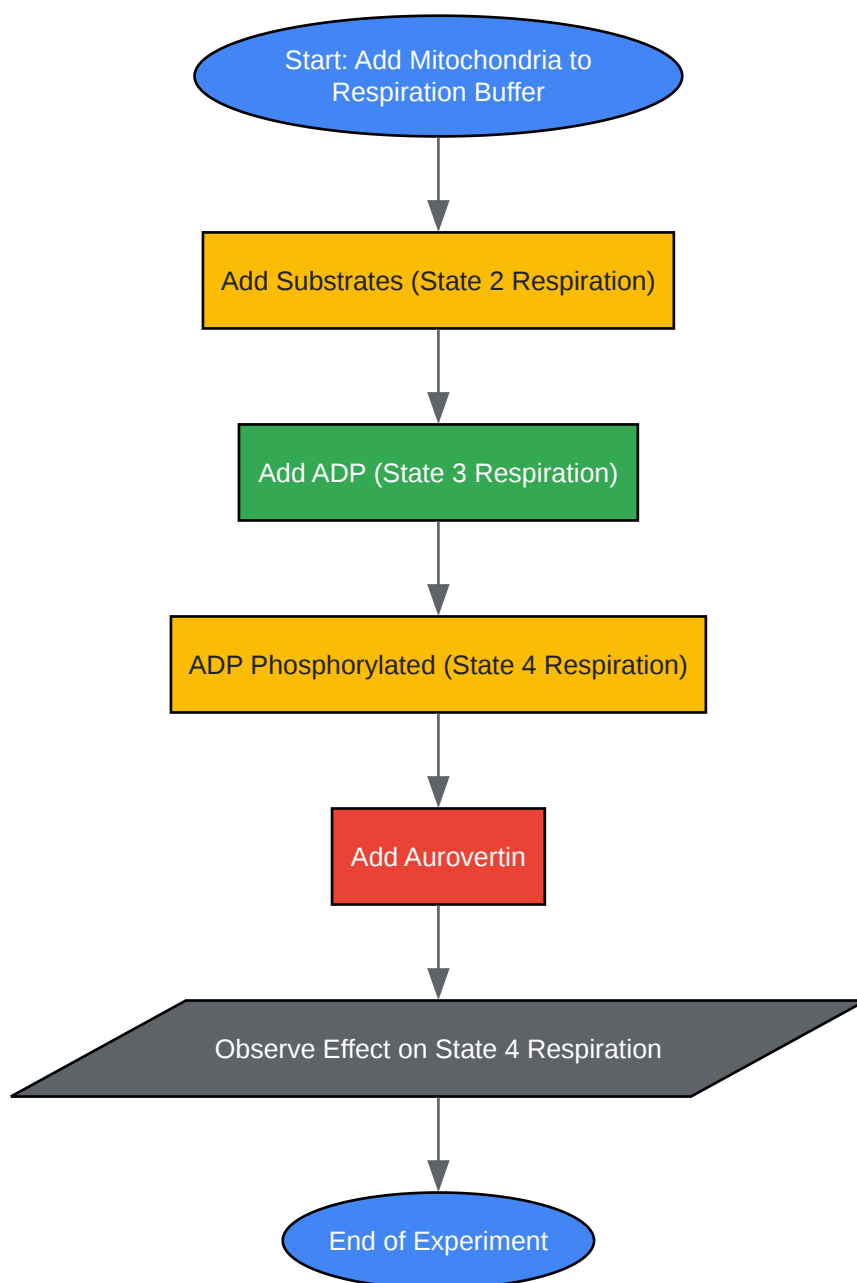 Start: Add Mitochondria to
Respiration Buffer
Add Substrates (State 2 Respiration)
Add ADP (State 3 Respiration)
ADP Phosphorylated (State 4 Respiration)
Add Aurovertin
Observe Effect on State 4 Respiration
End of Experiment